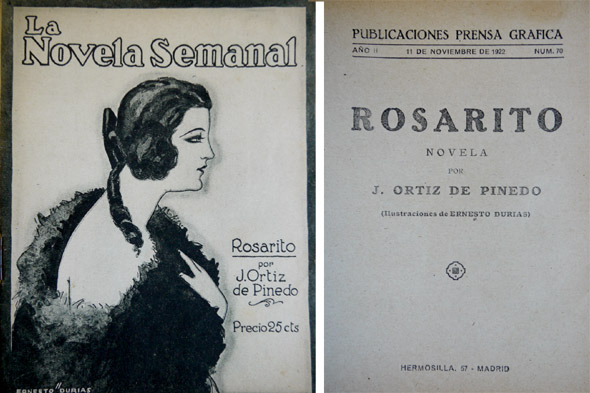 La
Novela Semanal
Rosarito
por
J. Ortiz
de Pinedo
Precio 25 cts
ERNESTO DURIAS
PUBLICACIONES PRENSA GRAFICA
AÑO II 11 DE NOVIEMBRE DE 1922 NUM. 70
ROSARITO
NOVELA
POR
J. ORTIZ DE PINEDO
(Ilustraciones de ERNESTO DURIAS)
HERMOSILLA, 57 - MADRID